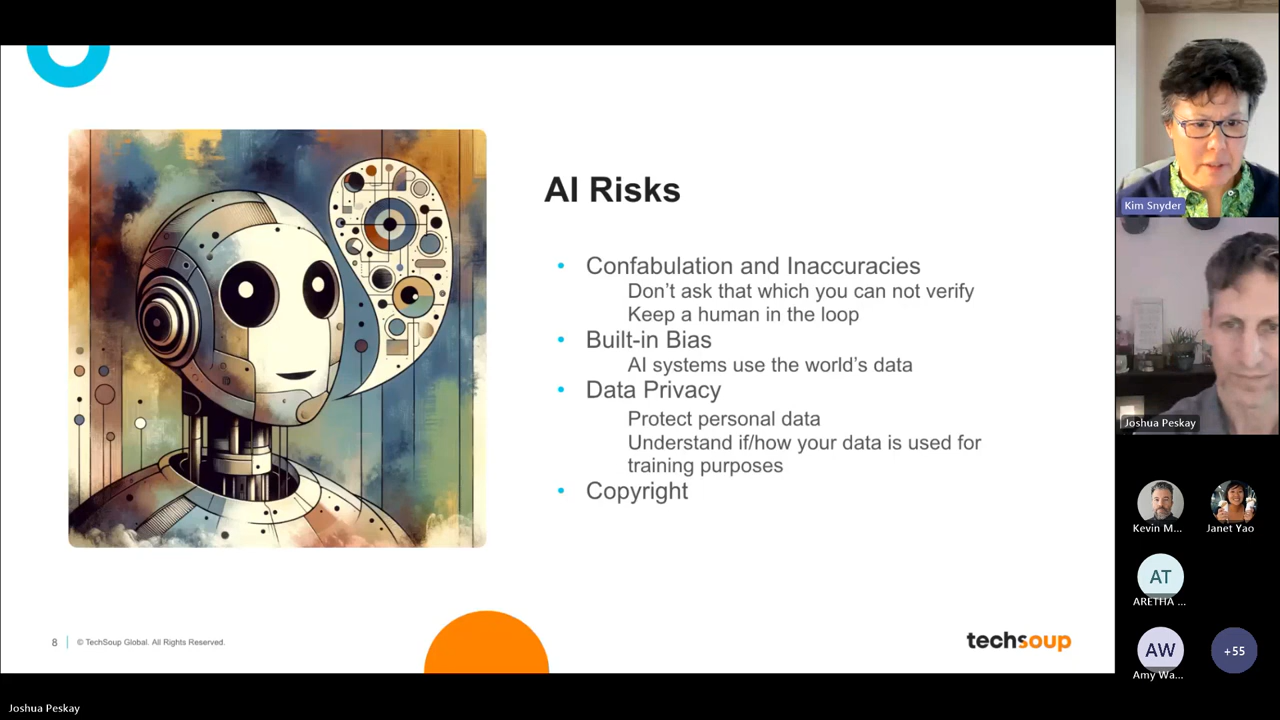 AI Risks
• Confabulation and Inaccuracies
Don’t ask that which you can not verify
Keep a human in the loop
• Built-in Bias
AI systems use the world’s data
• Data Privacy
Protect personal data
Understand if/how your data is used for
training purposes
• Copyright
8
© TechSoup Global. All Rights Reserved.
techsoup
Kim Snyder
Joshua Peskay
Kevin M...
Janet Yao
AT
ARETHA ...
AW
Amy Wa...
+55
Joshua Peskay